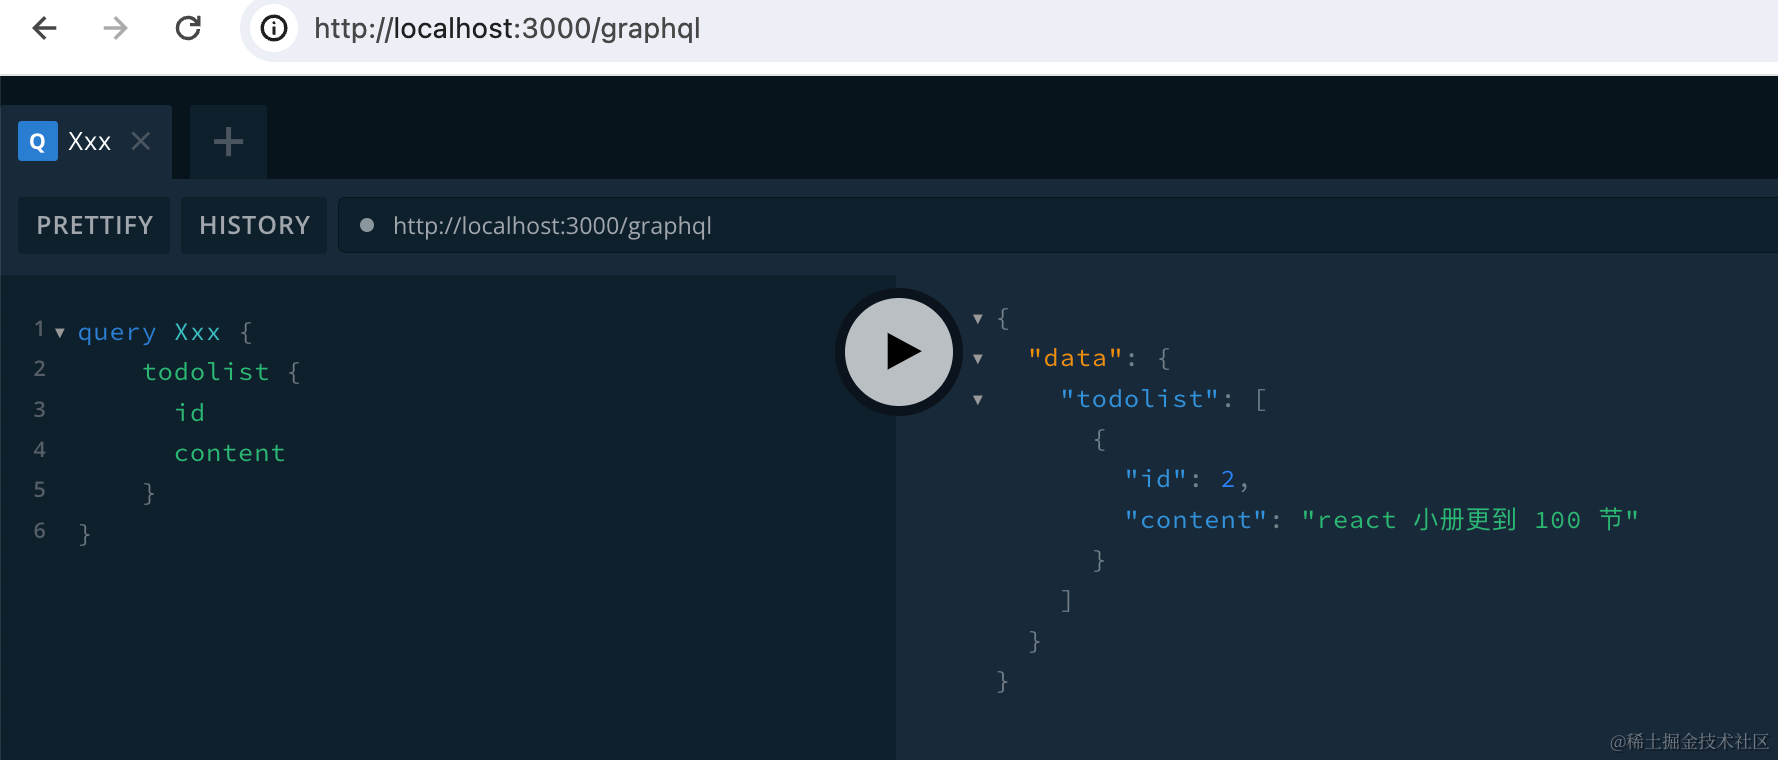 http://localhost:3000/graphql
Q Xxx
PRETTIFY HISTORY http://localhost:3000/graphql
1 query Xxx {
2 todolist {
3 id
4 content
5 }
6 }
{
"data": {
"todolist": [
{
"id": 2,
"content": "react 小册更到 100 节"
}
]
}
}
@稀土掘金技术社区